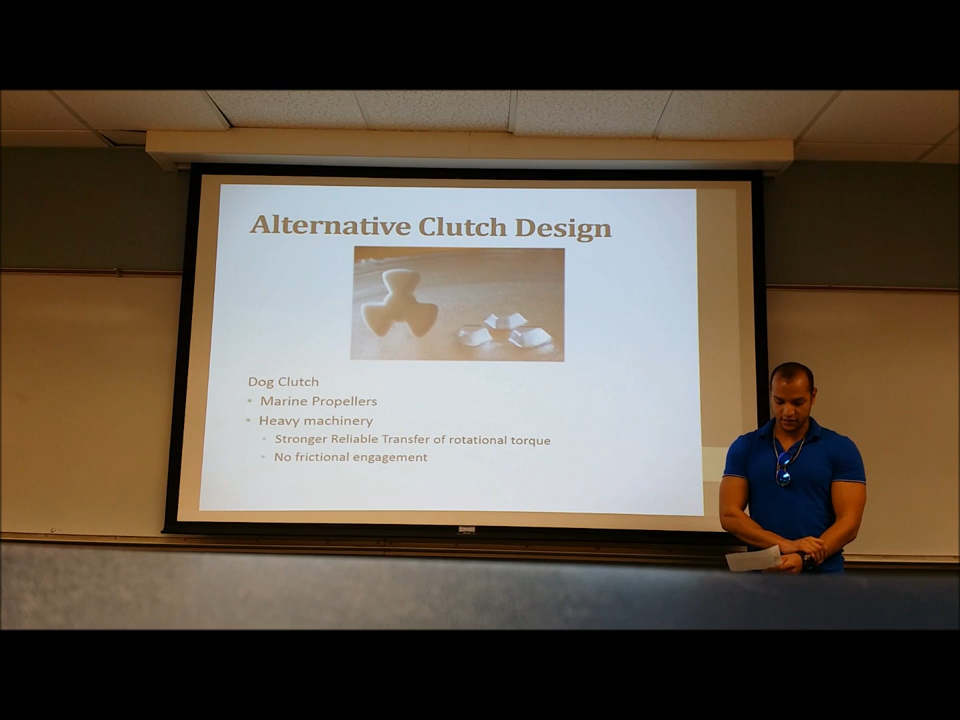 Alternative Clutch Design
Dog Clutch
• Marine Propellers
• Heavy machinery
◦ Stronger Reliable Transfer of rotational torque
◦ No frictional engagement